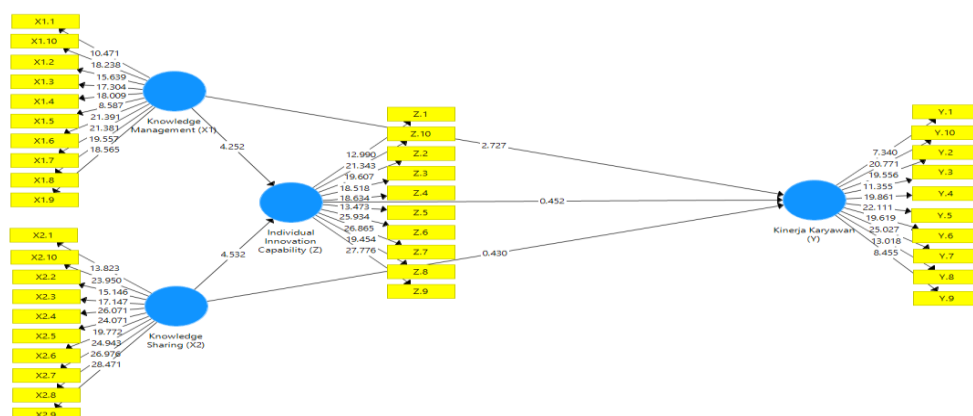 X1.1
X1.10
X1.2
X1.3
X1.4
X1.5
X1.6
X1.7
X1.8
X1.9
10.471
18.238
15.639
17.304
18.009
8.587
21.391
21.381
19.557
18.565
Knowledge
Management (X1)
4.252
X2.1
X2.10
X2.2
X2.3
X2.4
X2.5
X2.6
X2.7
X2.8
X2.9
13.823
23.950
15.146
17.147
26.071
24.071
19.772
24.943
26.976
28.471
Knowledge
Sharing (X2)
4.532
Individual
Innovation
Capability (Z)
12.990
21.343
19.607
18.518
18.634
13.473
25.934
26.865
19.454
27.776
Z.1
Z.10
Z.2
Z.3
Z.4
Z.5
Z.6
Z.7
Z.8
Z.9
2.727
0.452
0.430
Kinerja Karyawan
(Y)
7.340
20.771
19.556
11.355
19.861
22.111
19.619
25.027
13.018
8.455
Y.1
Y.10
Y.2
Y.3
Y.4
Y.5
Y.6
Y.7
Y.8
Y.9